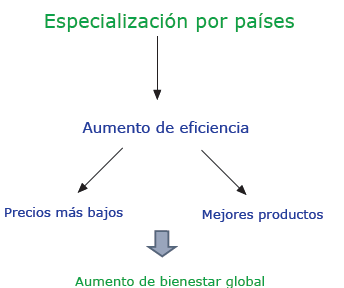 Especialización por países
Aumento de eficiencia
Precios más bajos
Mejores productos
Aumento de bienestar global